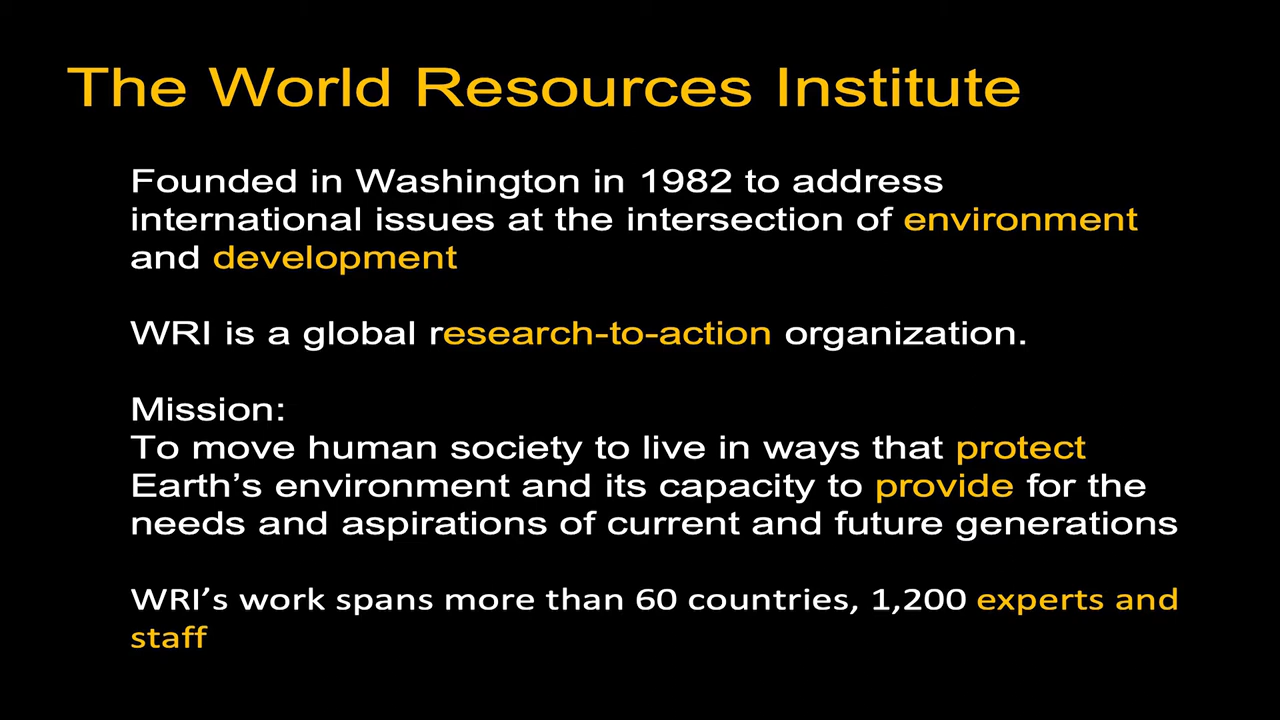 The World Resources Institute
Founded in Washington in 1982 to address
international issues at the intersection of environment
and development
WRI is a global research-to-action organization.
Mission:
To move human society to live in ways that protect
Earth’s environment and its capacity to provide for the
needs and aspirations of current and future generations
WRI’s work spans more than 60 countries, 1,200 experts and
staff